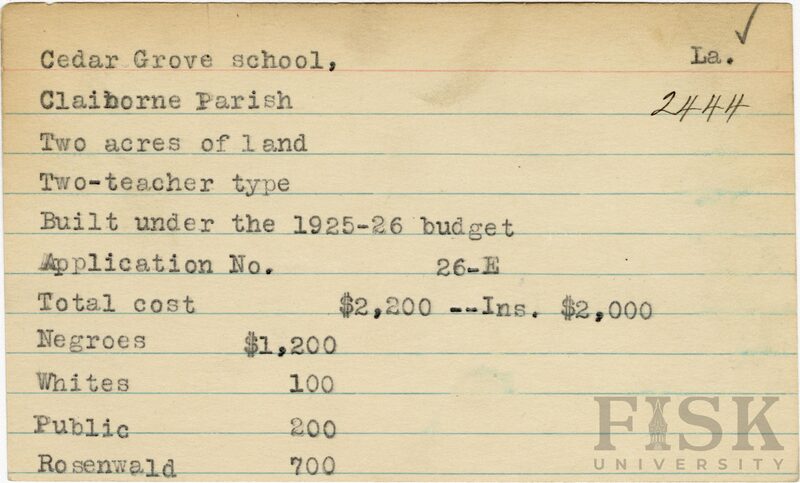 Cedar Grove school, La. ✓
Claiborne Parish 2444
Two acres of land
Two-teacher type
Built under the 1925-26 budget
Application No. 26-E
Total cost $2,200 --Ins. $2,000
Negroes $1,200
Whites 100
Public 200
Rosenwald 700
FISK
UNIVERSITY